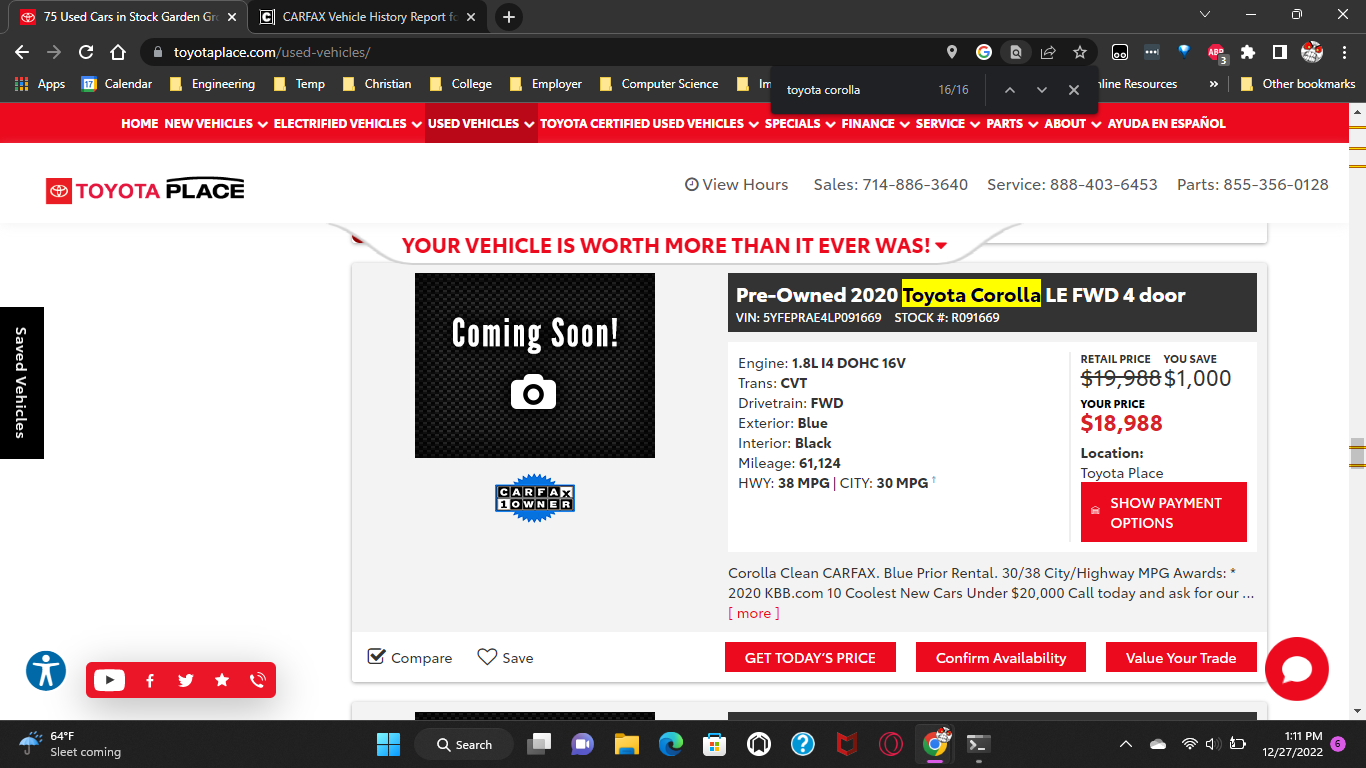 75 Used Cars in Stock Garden Gr
CARFAX Vehicle History Report fo
toyotaplace.com/used-vehicles/
ABP
3
Apps
17
Calendar
Engineering
Temp
Christian
College
Employer
Computer Science
Im
nline Resources
»
Other bookmarks
toyota corolla
16/16
HOME NEW VEHICLES ELECTRIFIED VEHICLES USED VEHICLES TOYOTA CERTIFIED USED VEHICLES SPECIALS FINANCE SERVICE PARTS ABOUT AYUDA EN ESPAÑOL
TOYOTA PLACE
View Hours Sales: 714-886-3640 Service: 888-403-6453 Parts: 855-356-0128
YOUR VEHICLE IS WORTH MORE THAN IT EVER WAS!
Saved Vehicles
Coming Soon!
CARFAX
1 OWNER
Pre-Owned 2020 Toyota Corolla LE FWD 4 door
VIN: 5YFEPRAE4LP091669 STOCK #: R091669
Engine: 1.8L I4 DOHC 16V
Trans: CVT
Drivetrain: FWD
Exterior: Blue
Interior: Black
Mileage: 61,124
HWY: 38 MPG | CITY: 30 MPG ↑
RETAIL PRICE YOU SAVE
$19,988 $1,000
YOUR PRICE
$18,988
Location:
Toyota Place
SHOW PAYMENT
OPTIONS
Corolla Clean CARFAX. Blue Prior Rental. 30/38 City/Highway MPG Awards: *
2020 KBB.com 10 Coolest New Cars Under $20,000 Call today and ask for our ...
[ more ]
Compare
Save
GET TODAY'S PRICE
Confirm Availability
Value Your Trade
64°F
Sleet coming
Search
1:11 PM
12/27/2022
6